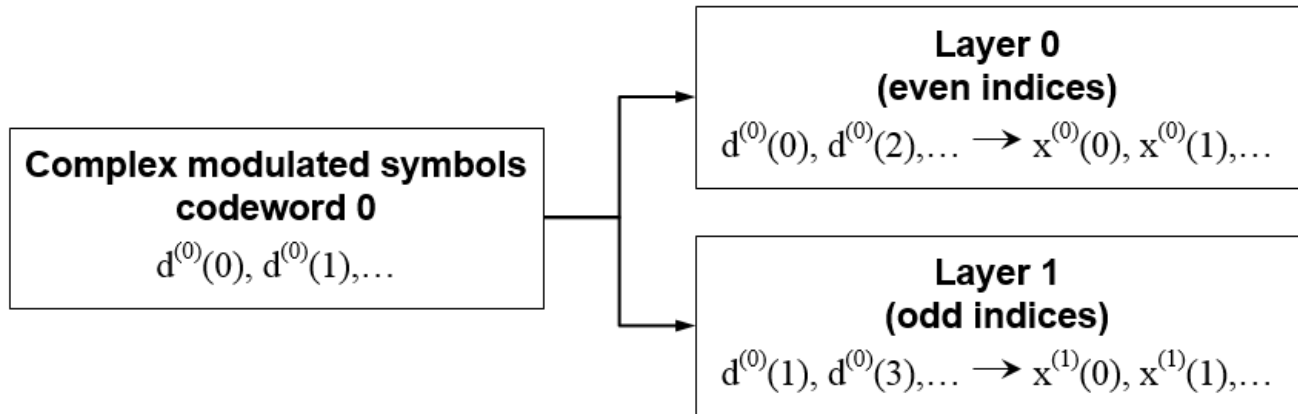 Complex modulated symbols
codeword 0
d⁽⁰⁾(0), d⁽⁰⁾(1),…
Layer 0
(even indices)
d⁽⁰⁾(0), d⁽⁰⁾(2),… → x⁽⁰⁾(0), x⁽⁰⁾(1),…
Layer 1
(odd indices)
d⁽⁰⁾(1), d⁽⁰⁾(3),… → x⁽¹⁾(0), x⁽¹⁾(1),…